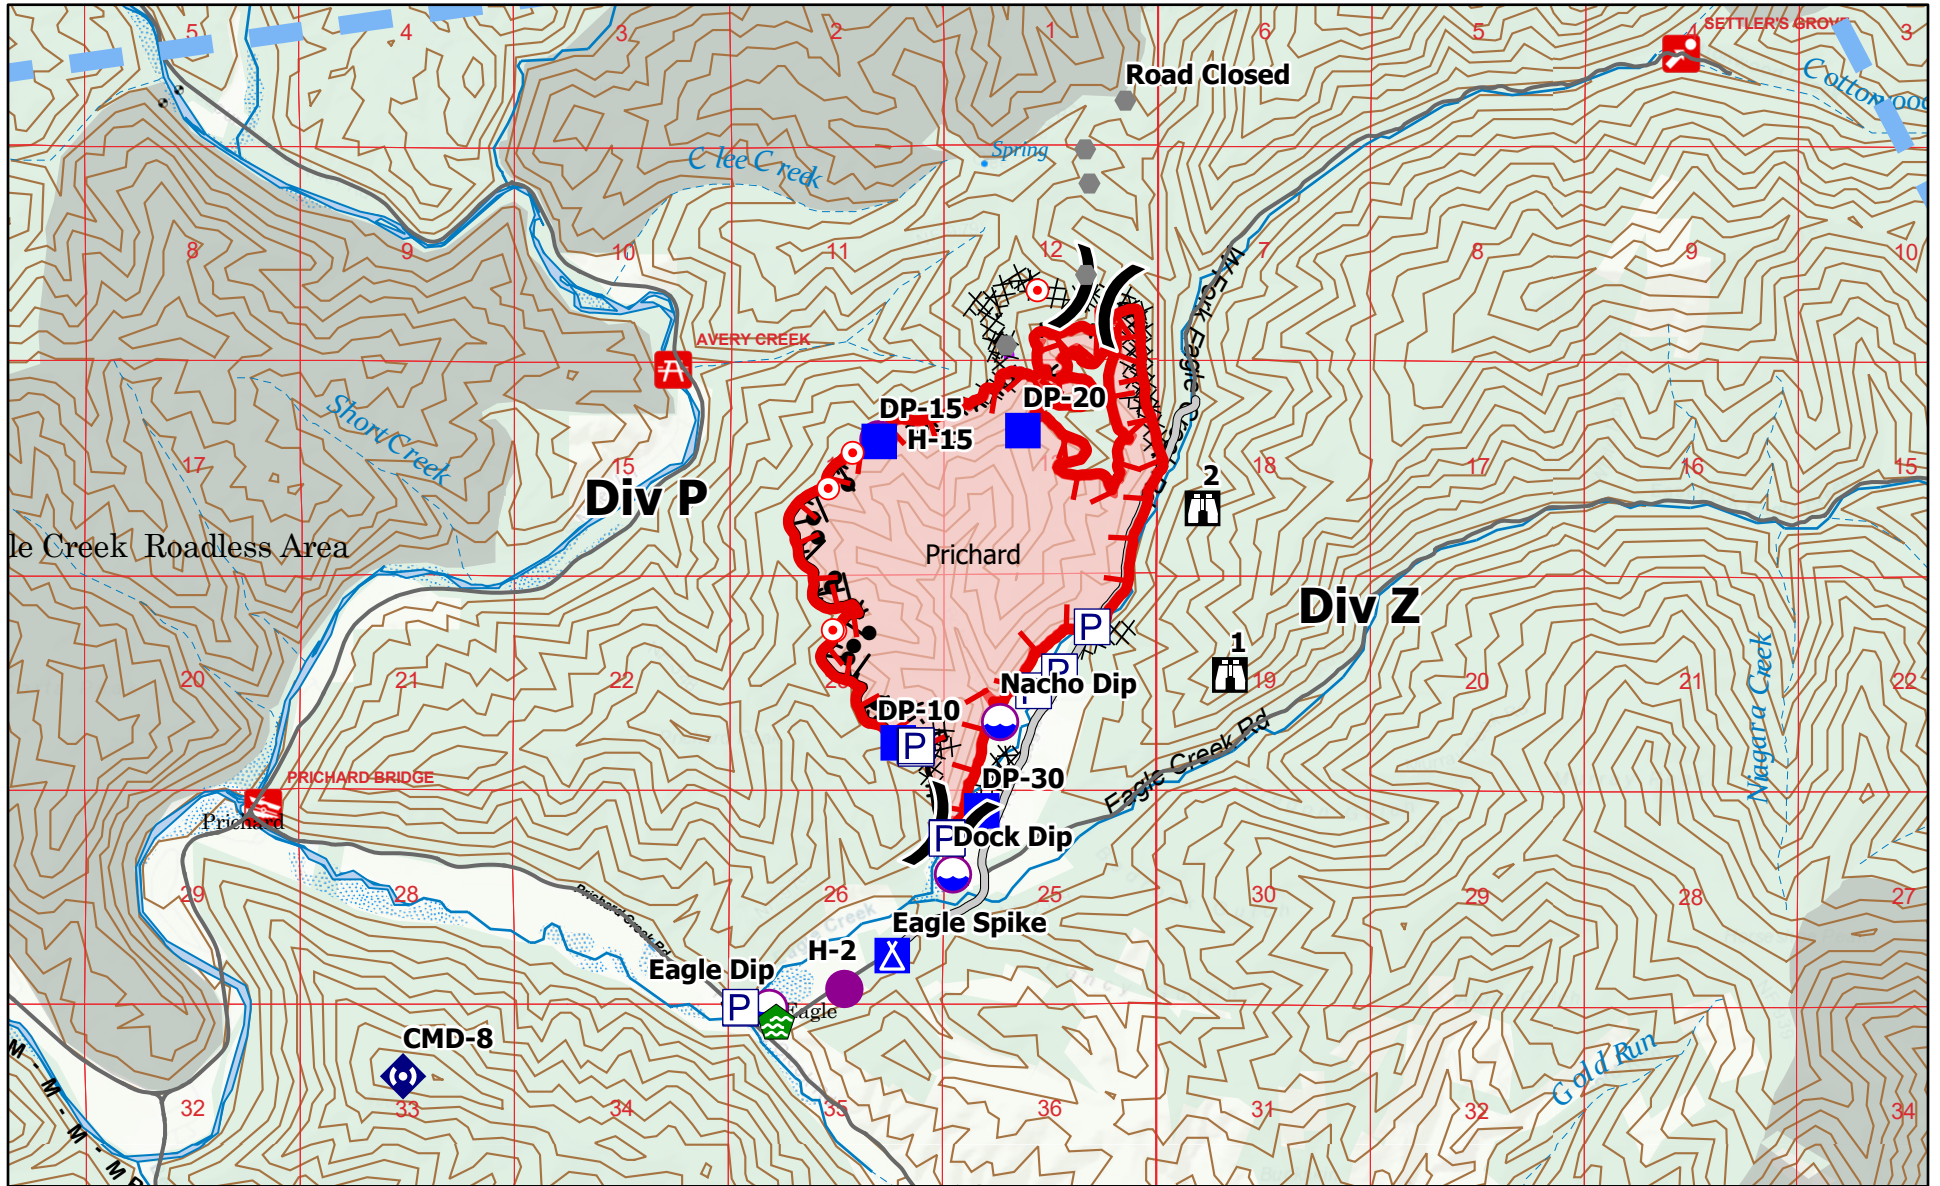 5
4
3
2
1
6
5
4
SETTLER'S GROVE
3
Road Closed
Cottonwood
Spring
Clee Creek
8
9
10
11
12
7
8
9
10
W Fork Eagle
AVERY CREEK
DP-15
DP-20
H-15
Short Creek
17
15
18
17
16
15
2
Div P
le Creek Roadless Area
Prichard
Div Z
P
1
P
20
21
22
19
20
21
22
Nacho Dip
Niagara Creek
DP-10
P
Eagle Creek Rd
PRICHARD BRIDGE
Prichard
DP-30
P
Dock Dip
29
28
26
25
30
29
28
27
Prichard Creek Rd
Eagle Creek
Eagle Spike
H-2
Eagle Dip
P
Eagle
CMD-8
Gold Run
32
33
34
35
36
31
32
34
M - M - M - M